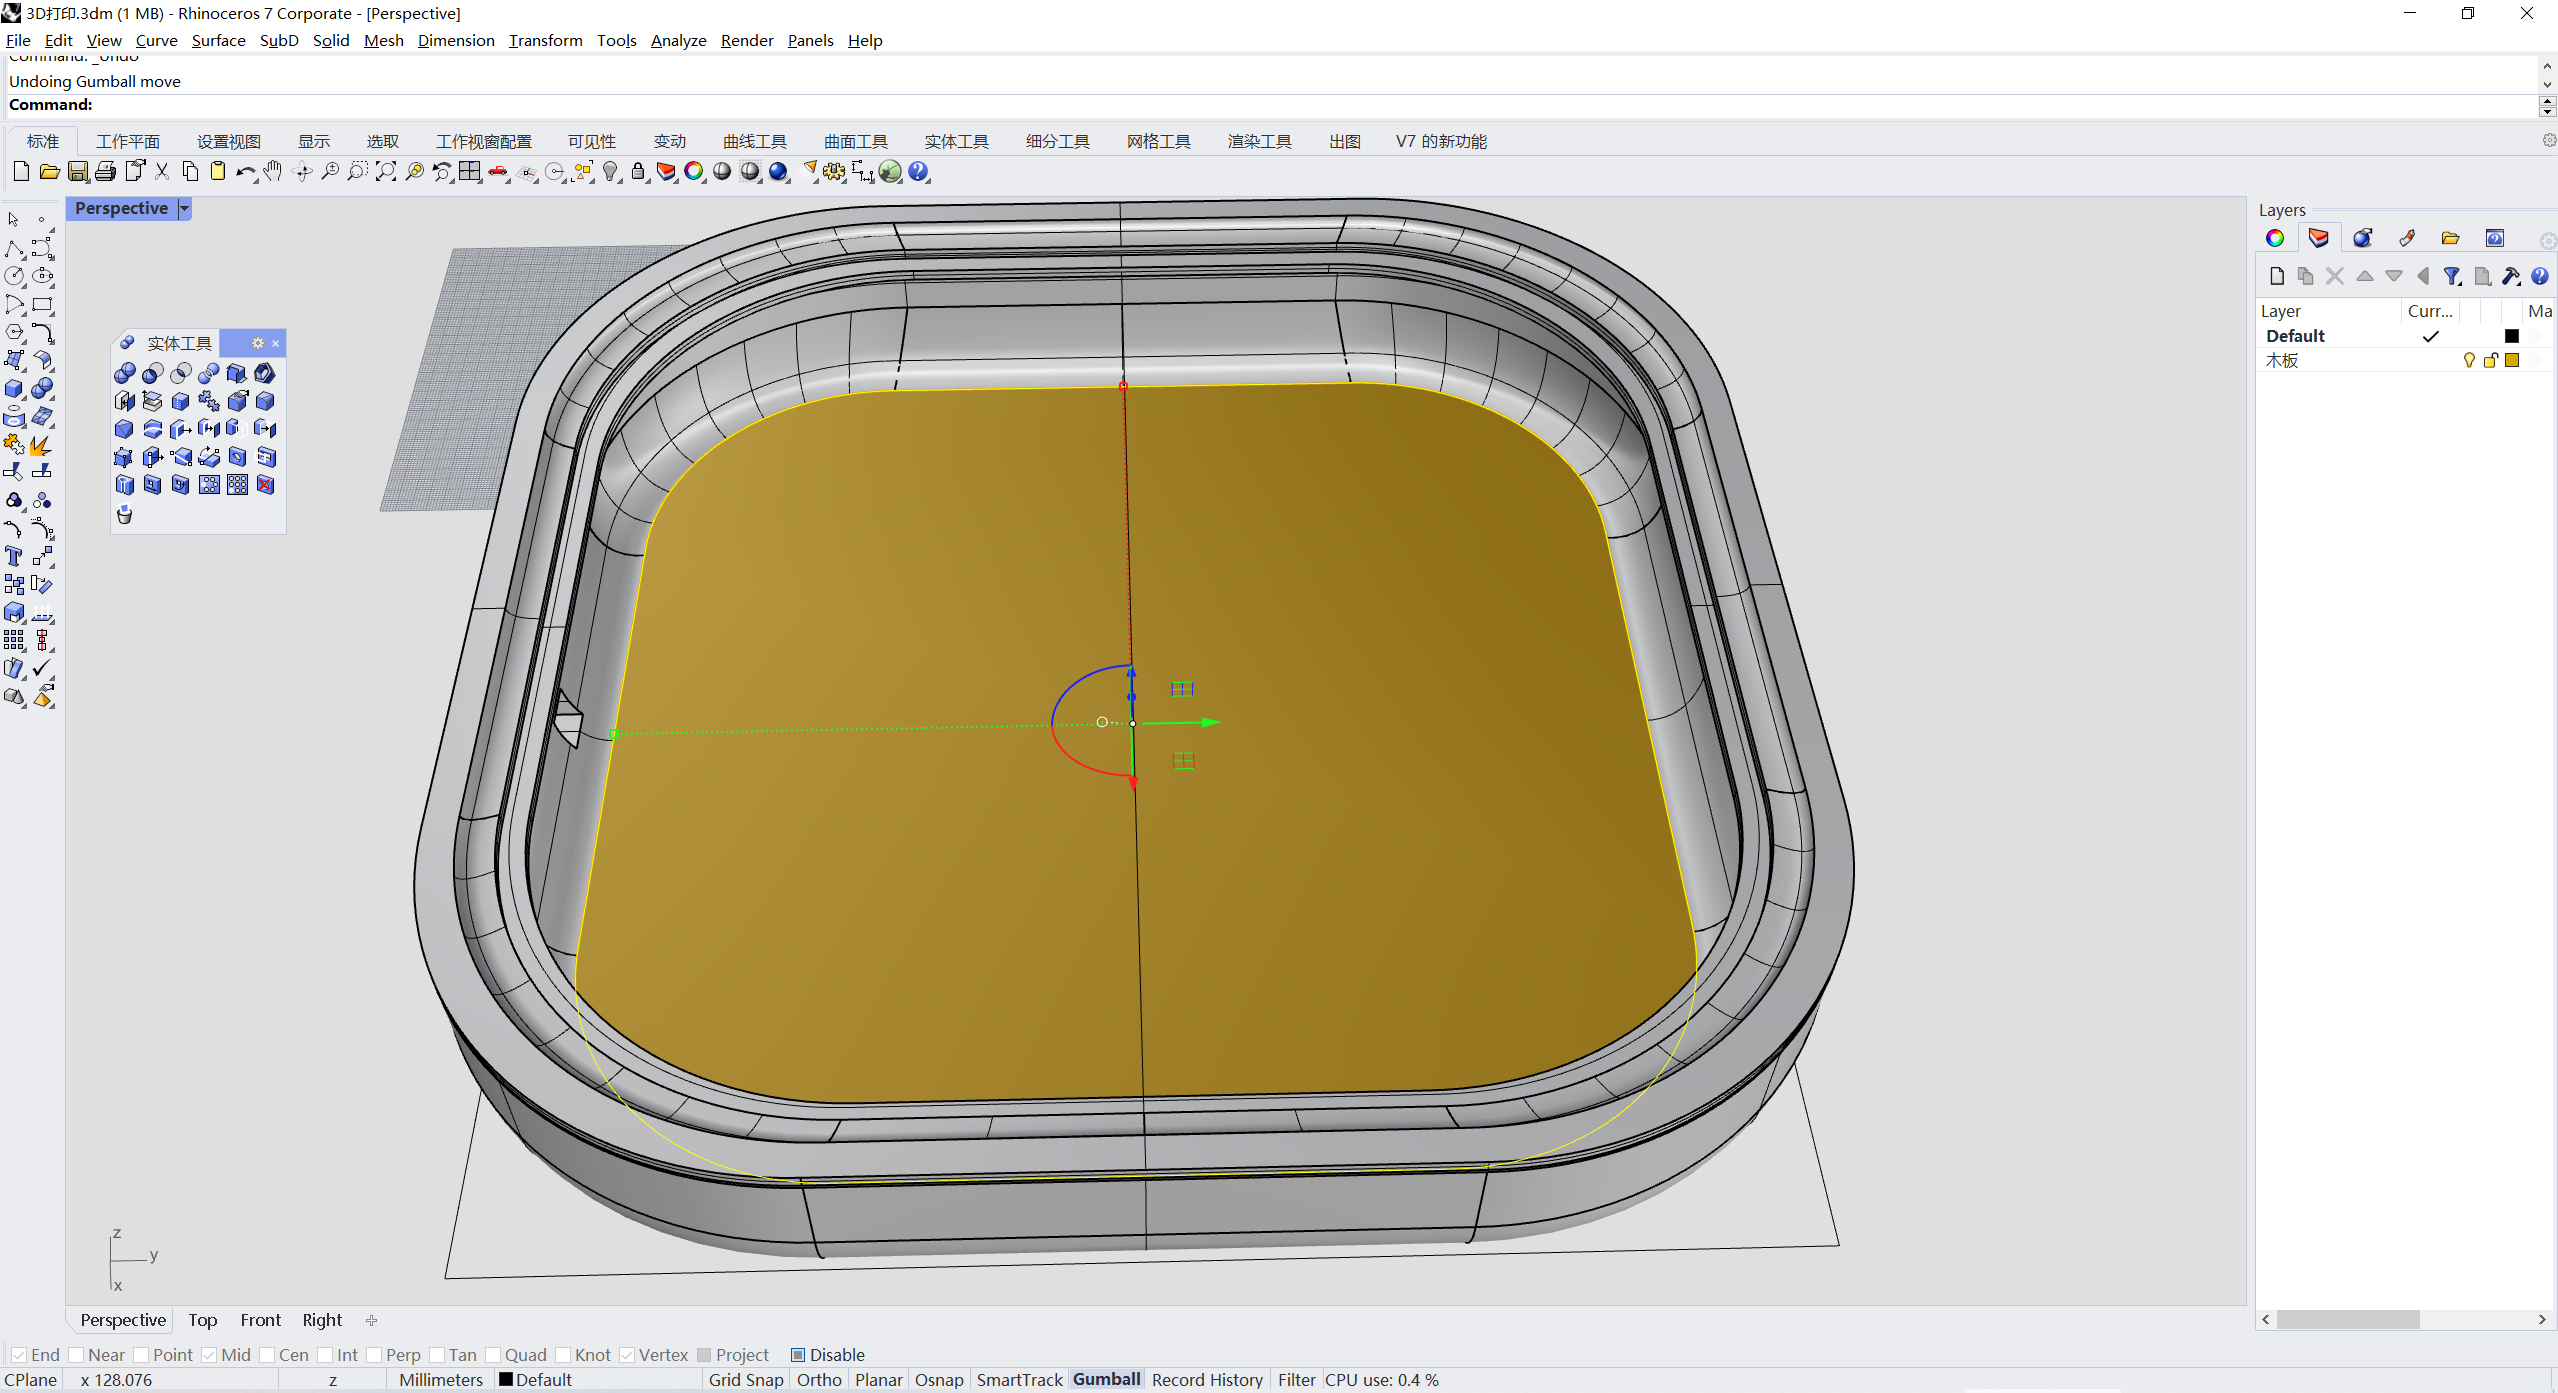 3D打印.3dm (1 MB) - Rhinoceros 7 Corporate - [Perspective]
File Edit View Curve Surface SubD Solid Mesh Dimension Transform Tools Analyze Render Panels Help
Command: _undo
Undoing Gumball move
Command:
标准 工作平面 设置视图 显示 选取 工作视窗配置 可见性 变动 曲线工具 曲面工具 实体工具 细分工具 网格工具 渲染工具 出图 V7 的新功能
Perspective
实体工具
z
y
x
Layers
Layer Curr... Ma
Default
木板
Perspective Top Front Right
End Near Point Mid Cen Int Perp Tan Quad Knot Vertex Project Disable
CPlane x 128.076 z Millimeters Default Grid Snap Ortho Planar Osnap SmartTrack Gumball Record History Filter CPU use: 0.4 %